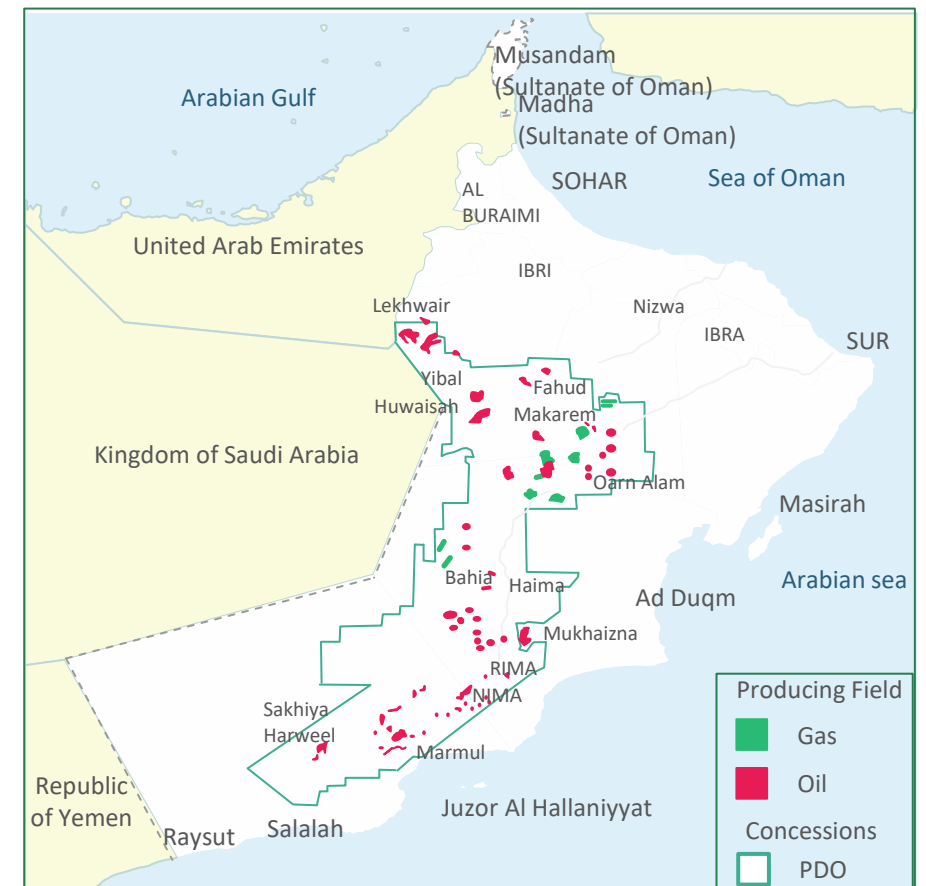 Musandam
(Sultanate of Oman)
Arabian Gulf
Madha
(Sultanate of Oman)
SOHAR
Sea of Oman
AL
BURAIMI
United Arab Emirates
IBRI
Lekhwair
Nizwa
IBRA
SUR
Yibal
Fahud
Huwaisah
Makarem
Kingdom of Saudi Arabia
Oarn Alam
Masirah
Bahia
Haima
Arabian sea
Ad Duqm
Mukhaizna
RIMA
NIMA
Sakhiya
Harweel
Marmul
Republic
of Yemen
Juzor Al Hallaniyyat
Raysut
Salalah
Producing Field
Gas
Oil
Concessions
PDO